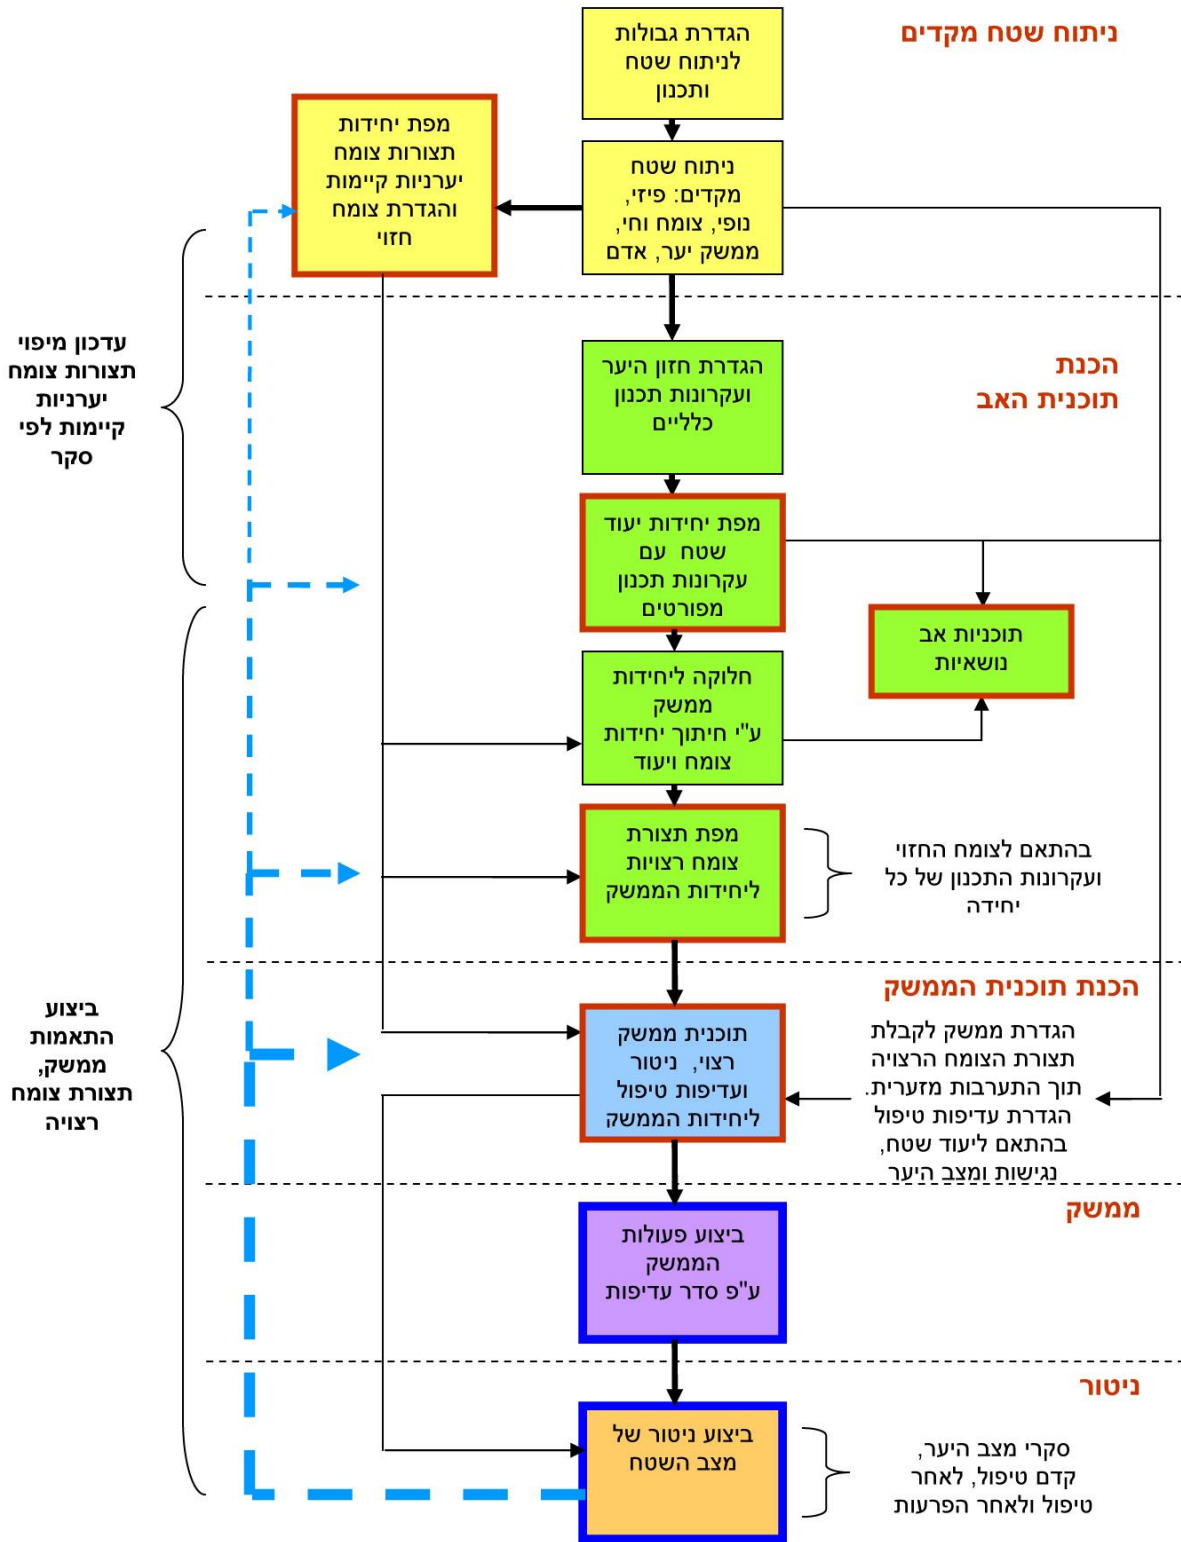 ניתוח שטח מקדים
הגדרת גבולות
לניתוח שטח
ותכנון
מפת יחידות
תצורות צומח
יערניות קיימות
והגדרת צומח
חזוי
ניתוח שטח
מקדים: פיזי,
נופי, צומח וחי,
ממשק יער, אדם
עדכון מיפוי
תצורות צומח
יערניות
קיימות לפי
סקר
הכנת
תוכנית האב
הגדרת חזון היער
ועקרונות תכנון
כלליים
מפת יחידות יעוד
שטח עם
עקרונות תכנון
מפורטים
תוכניות אב
נושאיות
חלוקה ליחידות
ממשק
ע"י חיתוך יחידות
צומח ויעוד
מפת תצורת
צומח רצויות
ליחידות הממשק
בהתאם לצומח החזוי
ועקרונות התכנון של כל
יחידה
הכנת תוכנית הממשק
הגדרת ממשק לקבלת
תצורת הצומח הרצויה
תוך התערבות מזערית.
הגדרת עדיפות טיפול
בהתאם ליעוד שטח,
נגישות ומצב היער
תוכנית ממשק
רצוי, ניטור
ועדיפות טיפול
ליחידות הממשק
ביצוע
התאמות
ממשק,
תצורת צומח
רצויה
ממשק
ביצוע פעולות
הממשק
ע"פ סדר עדיפות
ניטור
ביצוע ניטור של
מצב השטח
סקרי מצב היער,
קדם טיפול, לאחר
טיפול ולאחר הפרעות